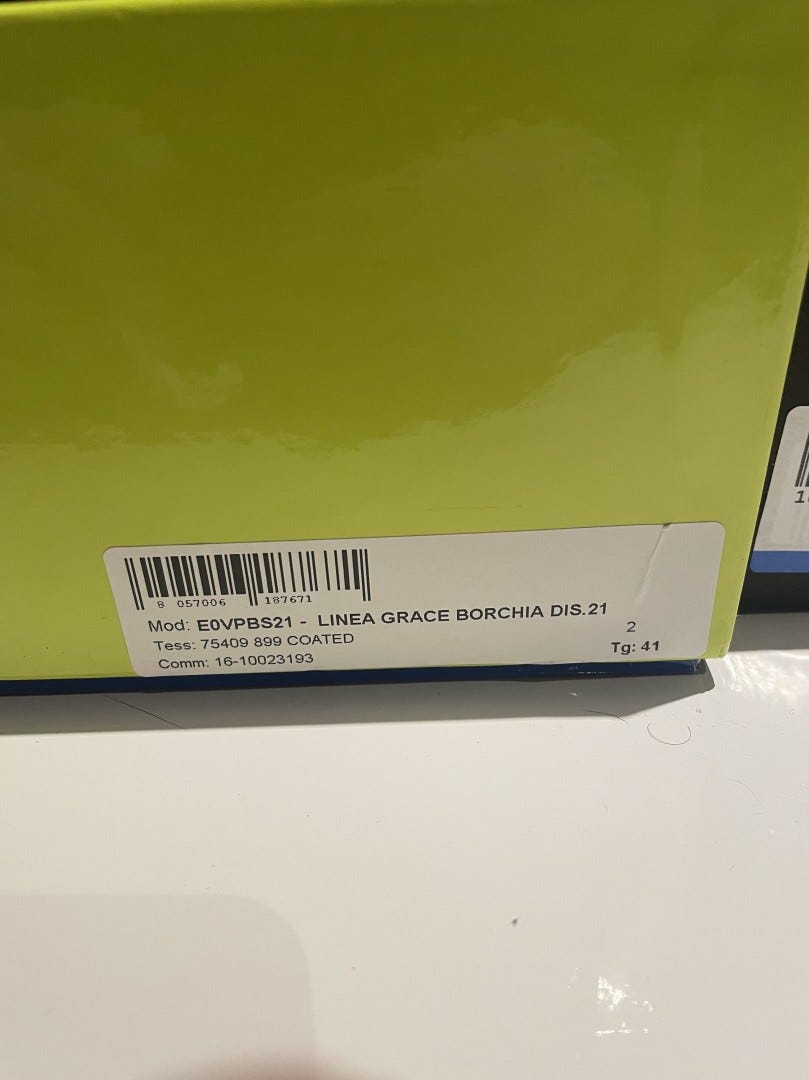 8 057006 187671
Mod: E0VPBS21 - LINEA GRACE BORCHIA DIS.21
Tess: 75409 899 COATED
2
Comm: 16-10023193
Tg: 41